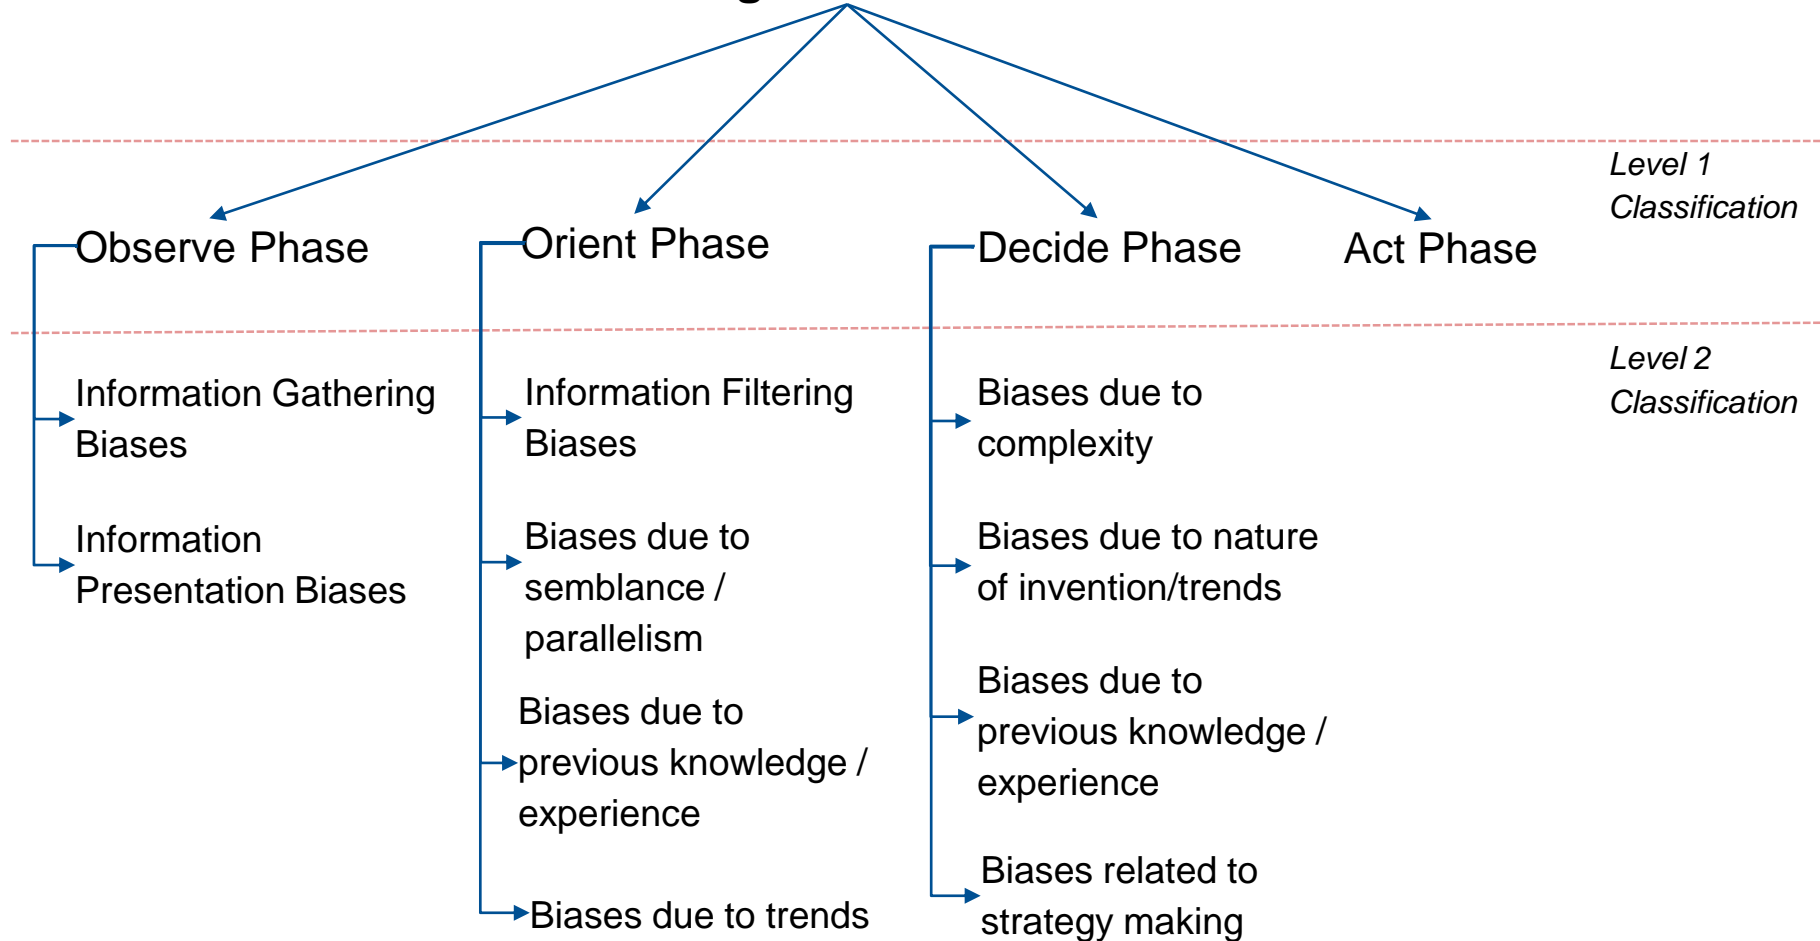 Level 1
Classification
Observe Phase
Orient Phase
Decide Phase
Act Phase
Level 2
Classification
Information Gathering
Biases
Information
Presentation Biases
Information Filtering
Biases
Biases due to
semblance /
parallelism
Biases due to
previous knowledge /
experience
Biases due to trends
Biases due to
complexity
Biases due to nature
of invention/trends
Biases due to
previous knowledge /
experience
Biases related to
strategy making